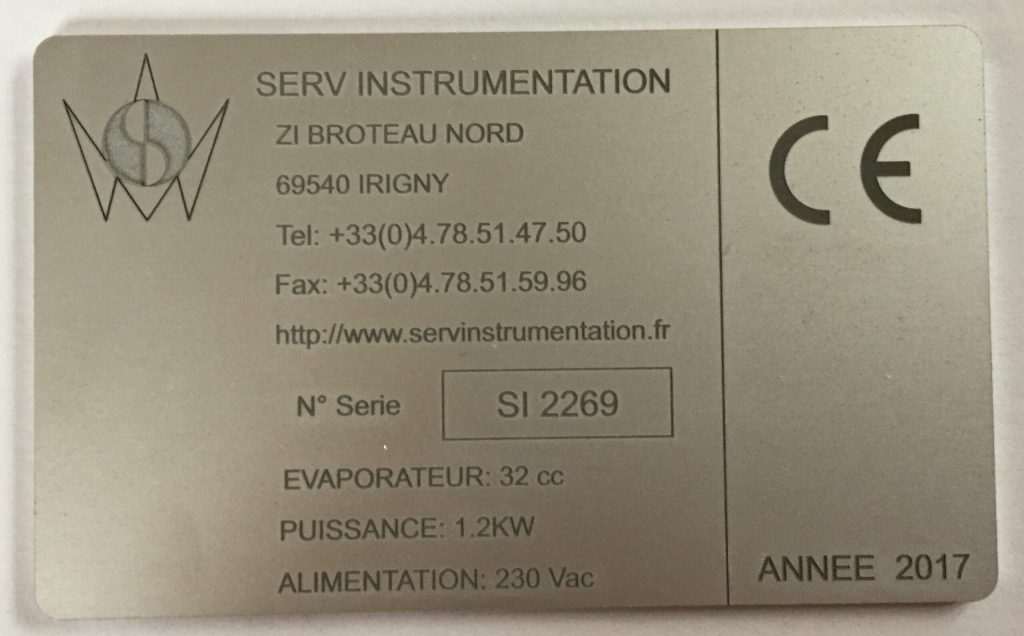 SERV INSTRUMENTATION
ZI BROTEAU NORD
69540 IRIGNY
Tel: +33(0)4.78.51.47.50
Fax: +33(0)4.78.51.59.96
http://www.servinstrumentation.fr
N° Serie SI 2269
EVAPORATEUR: 32 cc
PUISSANCE: 1.2KW
ALIMENTATION: 230 Vac
CE
ANNEE 2017